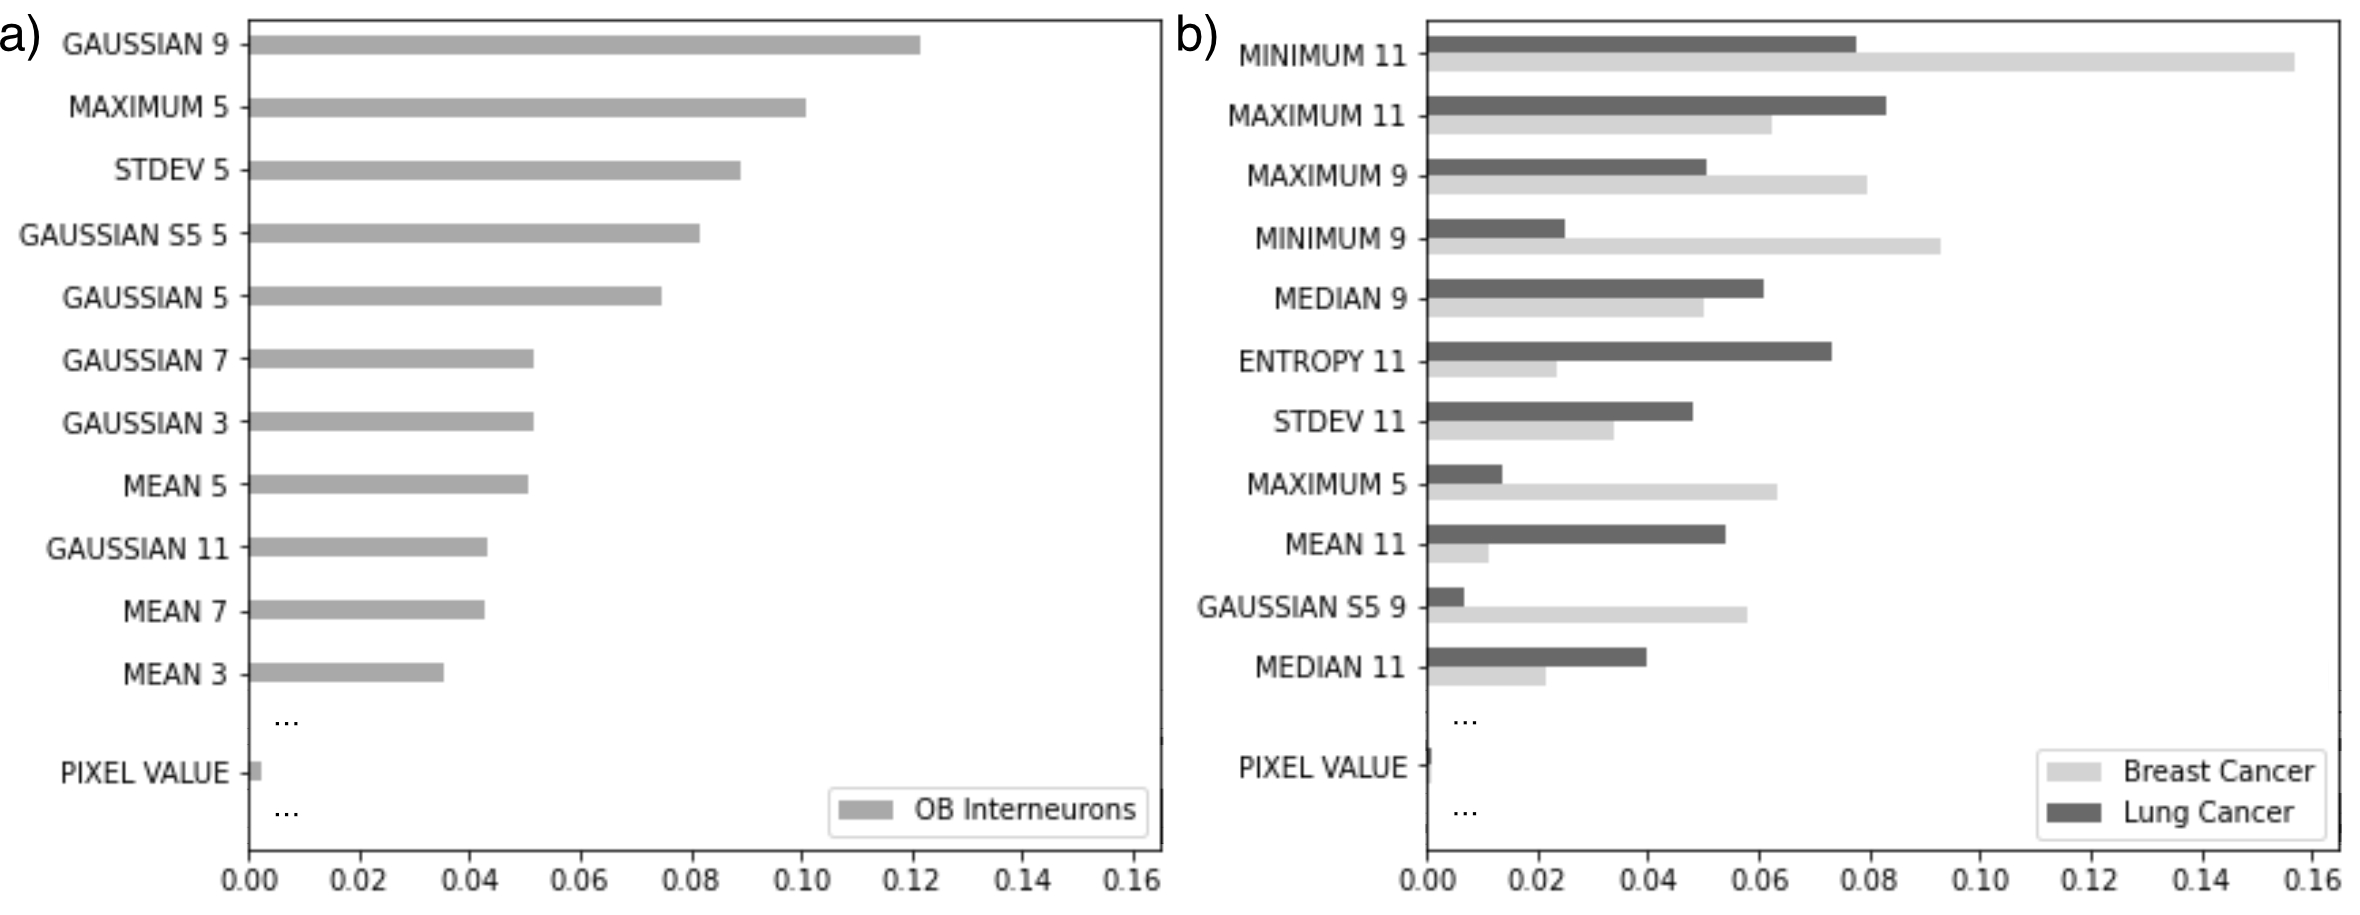 a)
GAUSSIAN 9
MAXIMUM 5
STDEV 5
GAUSSIAN S5 5
GAUSSIAN 5
GAUSSIAN 7
GAUSSIAN 3
MEAN 5
GAUSSIAN 11
MEAN 7
MEAN 3
...
PIXEL VALUE
...
OB Interneurons
0.00 0.02 0.04 0.06 0.08 0.10 0.12 0.14 0.16
b)
MINIMUM 11
MAXIMUM 11
MAXIMUM 9
MINIMUM 9
MEDIAN 9
ENTROPY 11
STDEV 11
MAXIMUM 5
MEAN 11
GAUSSIAN S5 9
MEDIAN 11
...
PIXEL VALUE
...
Breast Cancer
Lung Cancer
0.00 0.02 0.04 0.06 0.08 0.10 0.12 0.14 0.16